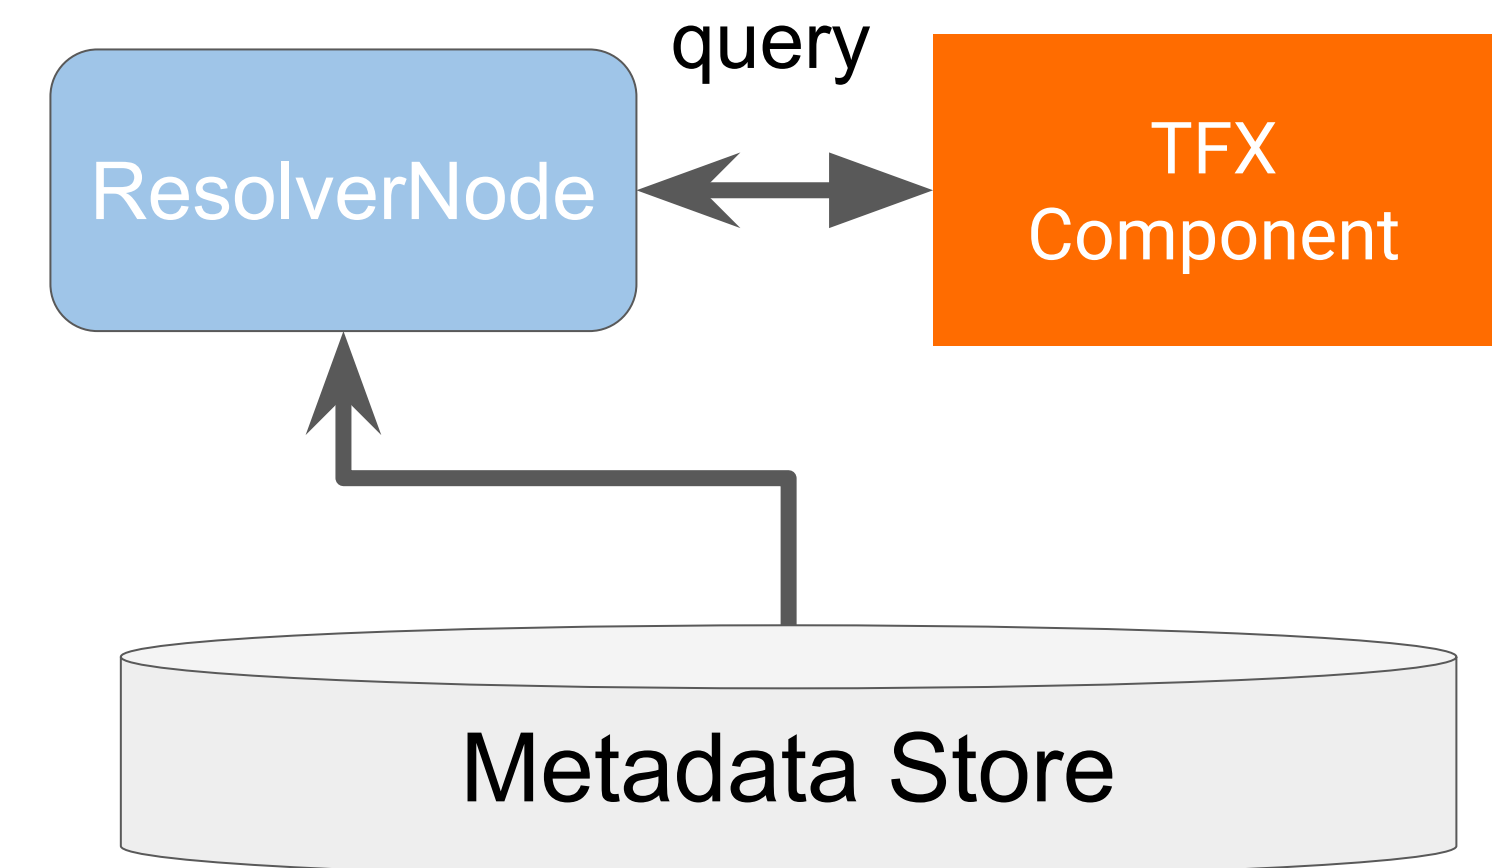 query
ResolverNode
TFX
Component
Metadata Store